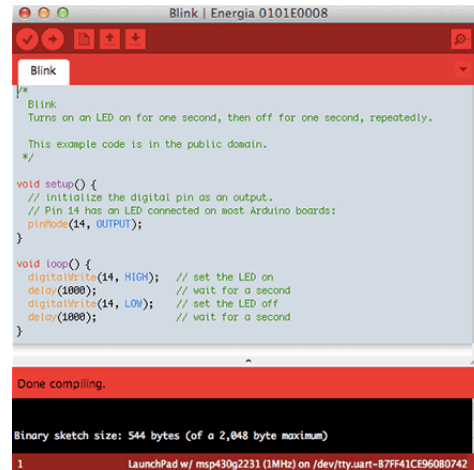 Blink | Energia 0101E0008
Blink
/*
  Blink
  Turns on an LED on for one second, then off for one second, repeatedly.
  This example code is in the public domain.
 */
void setup() {
  // initialize the digital pin as an output.
  // Pin 14 has an LED connected on most Arduino boards:
  pinMode(14, OUTPUT);
}
void loop() {
  digitalWrite(14, HIGH);   // set the LED on
  delay(1000);              // wait for a second
  digitalWrite(14, LOW);    // set the LED off
  delay(1000);              // wait for a second
}
Done compiling.
Binary sketch size: 544 bytes (of a 2,048 byte maximum)
1 LaunchPad w/ msp430g2231 (1MHz) on /dev/tty.uart-87FF41CE96080742